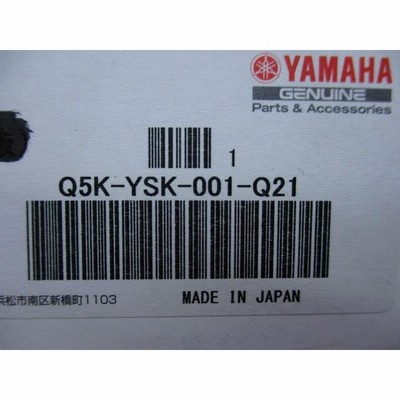 YAMAHA
GENUINE
Parts & Accessories
1
Q5K-YSK-001-Q21
浜松市南区新橋町1103
MADE IN JAPAN